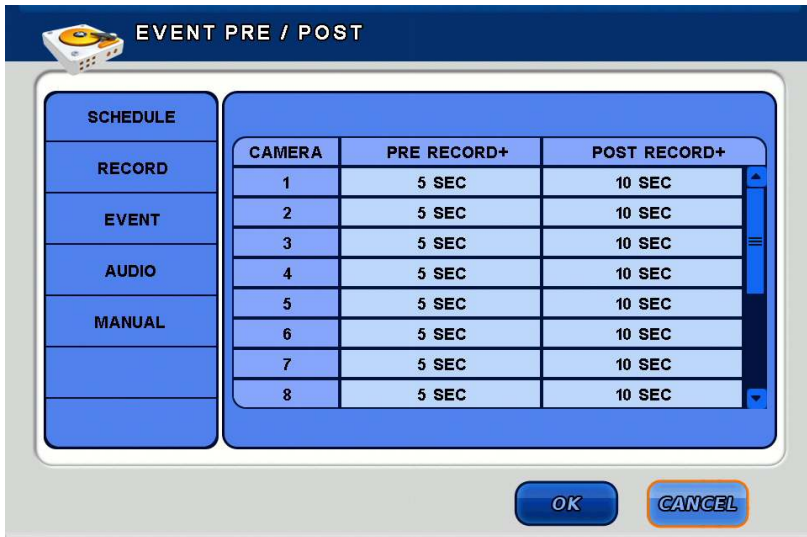 EVENT PRE / POST
SCHEDULE
RECORD
EVENT
AUDIO
MANUAL
CAMERA PRE RECORD+ POST RECORD+
1 5 SEC 10 SEC
2 5 SEC 10 SEC
3 5 SEC 10 SEC
4 5 SEC 10 SEC
5 5 SEC 10 SEC
6 5 SEC 10 SEC
7 5 SEC 10 SEC
8 5 SEC 10 SEC
OK CANCEL